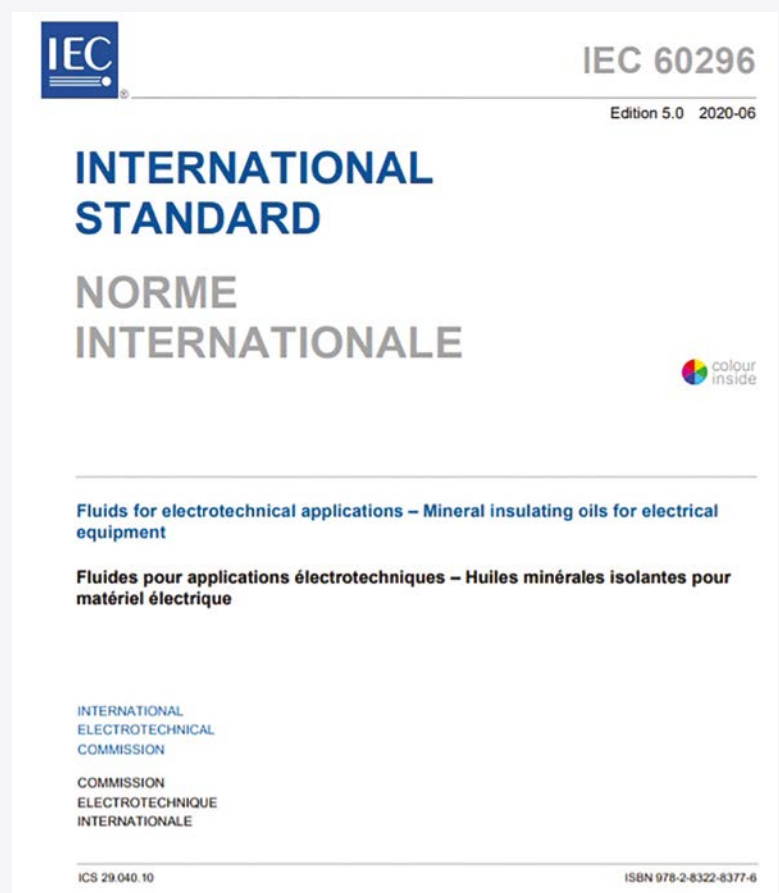 IEC
®
IEC 60296
Edition 5.0 2020-06
INTERNATIONAL
STANDARD
NORME
INTERNATIONALE
colour
inside
Fluids for electrotechnical applications – Mineral insulating oils for electrical
equipment
Fluides pour applications électrotechniques – Huiles minérales isolantes pour
matériel électrique
INTERNATIONAL
ELECTROTECHNICAL
COMMISSION
COMMISSION
ELECTROTECHNIQUE
INTERNATIONALE
ICS 29.040.10
ISBN 978-2-8322-8377-6